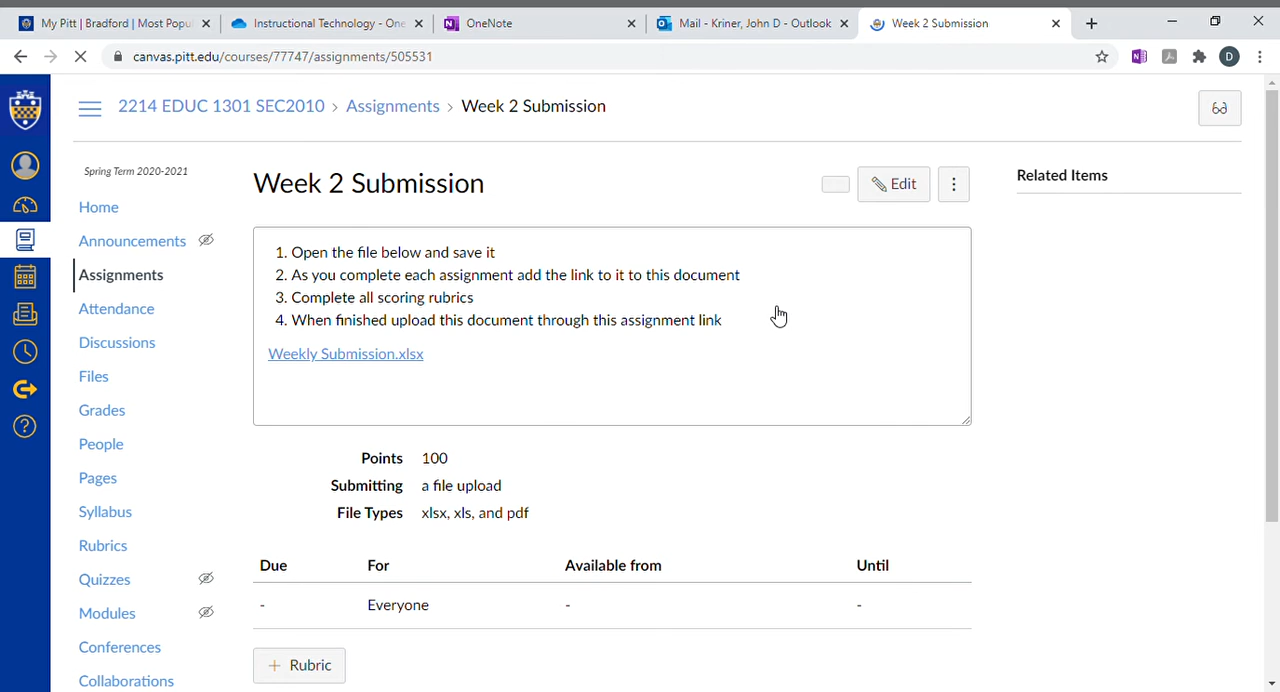 My Pitt | Bradford | Most Popu
Instructional Technology - One
OneNote
Mail - Kriner, John D - Outlook
Week 2 Submission
canvas.pitt.edu/courses/77747/assignments/505531
D
2214 EDUC 1301 SEC2010 > Assignments > Week 2 Submission
Spring Term 2020-2021
Home
Announcements
Assignments
Attendance
Discussions
Files
Grades
People
Pages
Syllabus
Rubrics
Quizzes
Modules
Conferences
Collaborations
Week 2 Submission
Edit
1. Open the file below and save it
2. As you complete each assignment add the link to it to this document
3. Complete all scoring rubrics
4. When finished upload this document through this assignment link
Weekly Submission.xlsx
Points 100
Submitting a file upload
File Types xlsx, xls, and pdf
Due For Available from Until
- Everyone - -
+ Rubric
Related Items